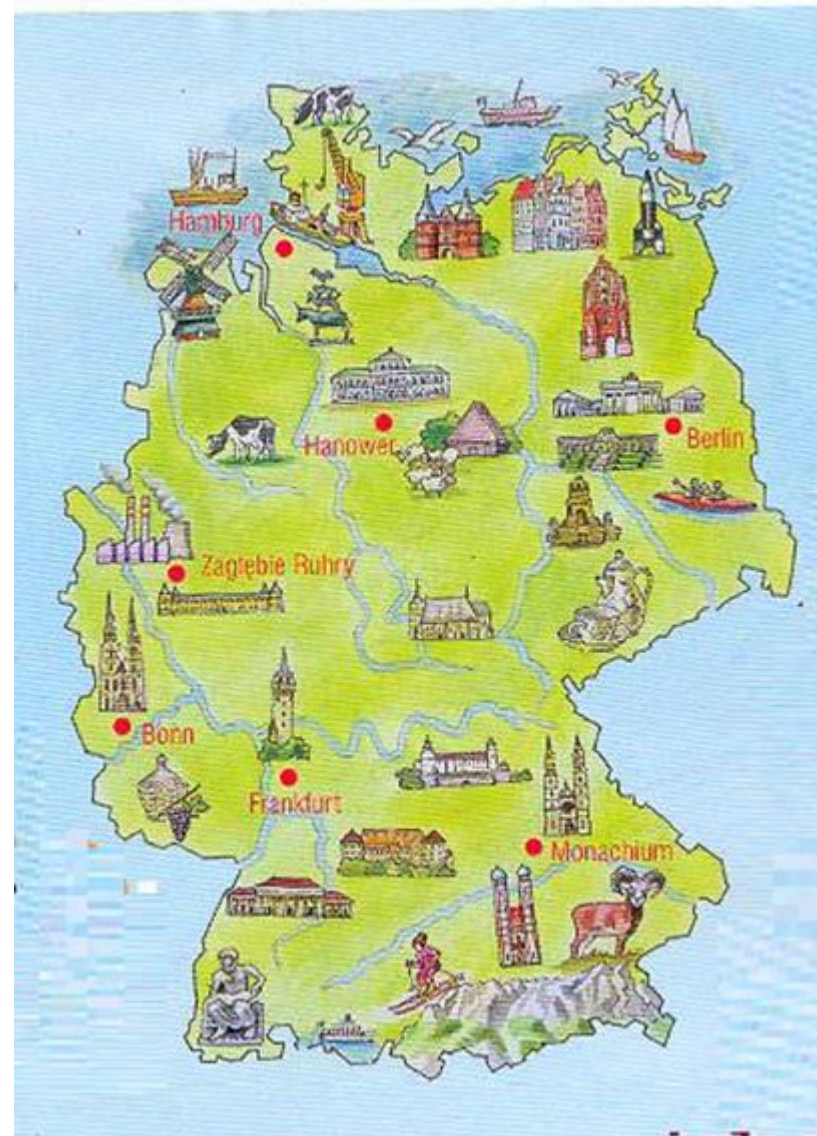 Hamburg
Hanower
Berlin
Zagłębie Ruhry
Bonn
Frankfurt
Monachium